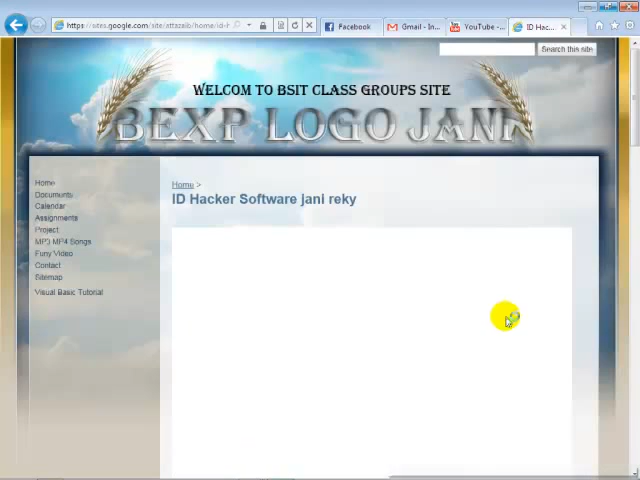 https://sites.google.com/site/attazaib/home/id-h
Facebook
Gmail - In...
YouTube -...
ID Hac...
Search this site
WELCOM TO BSIT CLASS GROUPS SITE
BEXP LOGO JANI
Home
Documents
Calendar
Assignments
Project
MP3 MP4 Songs
Funy Video
Contact
Sitemap
Visual Basic Tutorial
Home >
ID Hacker Software jani reky